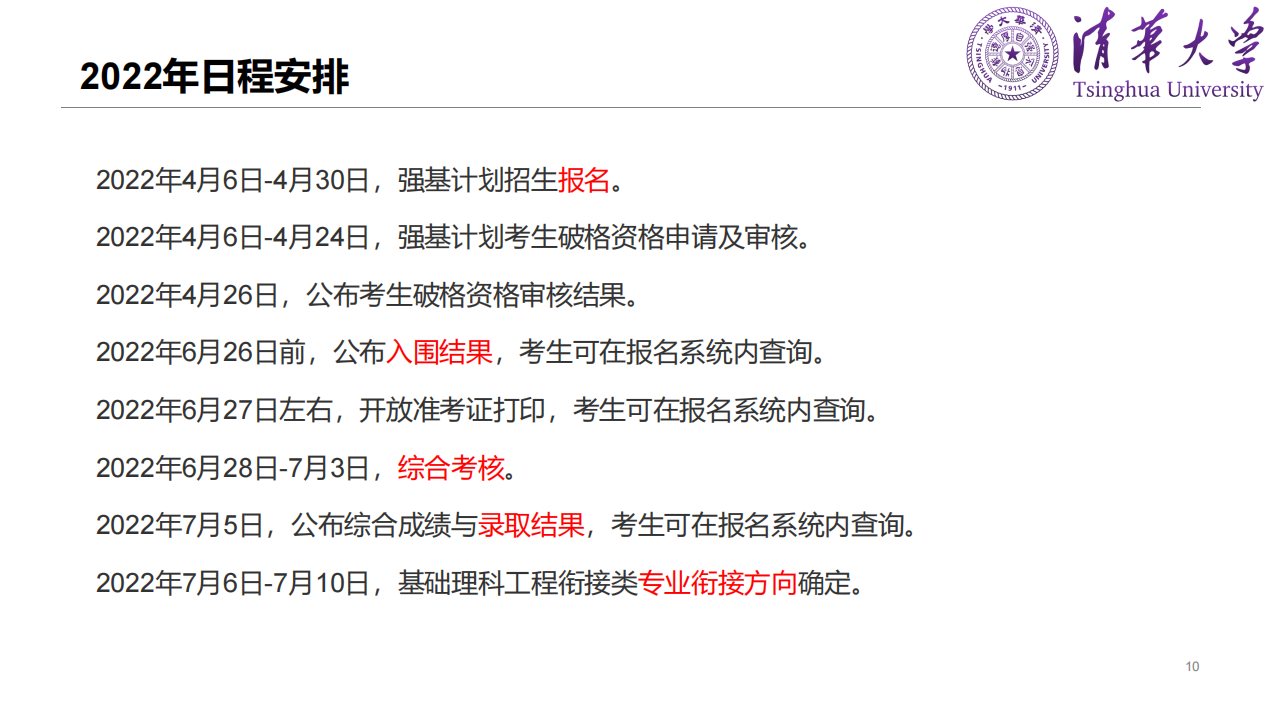 2022年日程安排
清華大学
Tsinghua University
TSINGHUA UNIVERSITY
-1911-
2022年4月6日-4月30日，强基计划招生报名。
2022年4月6日-4月24日，强基计划考生破格资格申请及审核。
2022年4月26日，公布考生破格资格审核结果。
2022年6月26日前，公布入围结果，考生可在报名系统内查询。
2022年6月27日左右，开放准考证打印，考生可在报名系统内查询。
2022年6月28日-7月3日，综合考核。
2022年7月5日，公布综合成绩与录取结果，考生可在报名系统内查询。
2022年7月6日-7月10日，基础理科工程衔接类专业衔接方向确定。
10